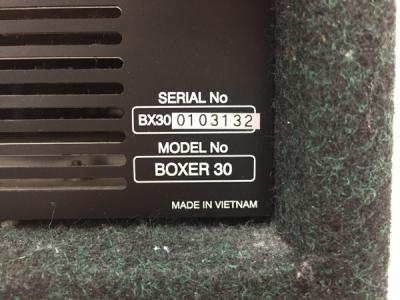 SERIAL No
BX30 0103132
MODEL No
BOXER 30
MADE IN VIETNAM